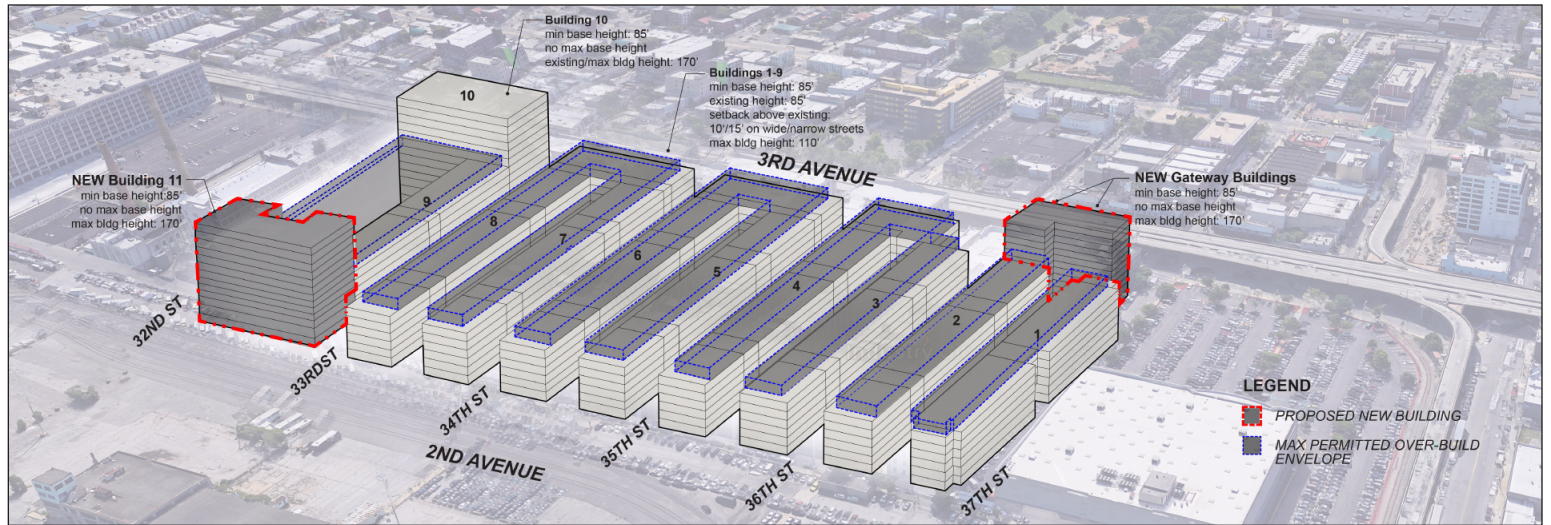 Building 10
min base height: 85'
no max base height
existing/max bldg height: 170'
Buildings 1-9
min base height: 85'
existing height: 85'
setback above existing:
10'/15' on wide/narrow streets
max bldg height: 110'
10
3RD AVENUE
NEW Building 11
min base height:85'
no max base height
max bldg height: 170'
NEW Gateway Buildings
min base height: 85'
no max base height
max bldg height: 170'
9
8
7
6
5
4
3
2
1
32ND ST
33RDST
34TH ST
35TH ST
36TH ST
37TH ST
2ND AVENUE
LEGEND
PROPOSED NEW BUILDING
MAX PERMITTED OVER-BUILD
ENVELOPE